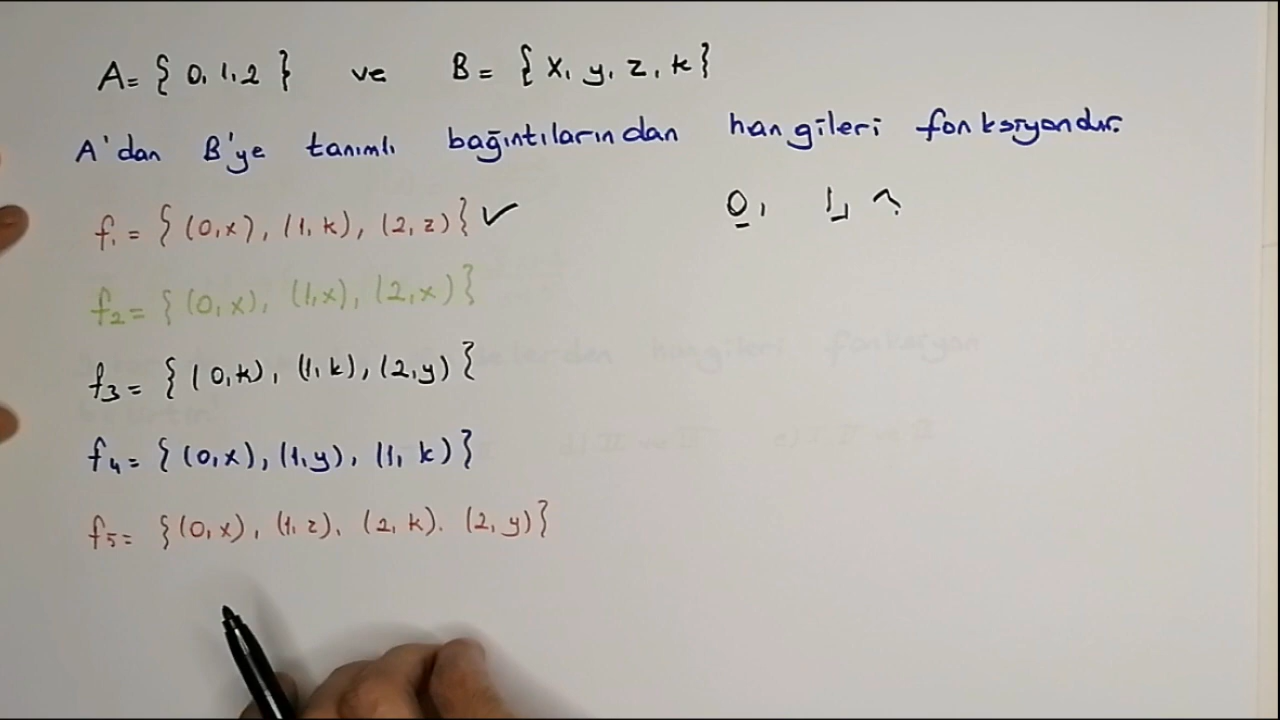 A= { 0, 1, 2 } ve B= { x, y, z, k }
A'dan B'ye tanımlı bağıntılarından hangileri fonksiyondur.
f₁ = { (0,x), (1,k), (2,z) } ✓ 0, 1,
f₂ = { (0,x), (1,x), (2,x) }
f₃ = { (0,k), (1,k), (2,y) }
f₄ = { (0,x), (1,y), (1,k) }
f₅ = { (0,x), (1,z), (2,k). (2,y) }